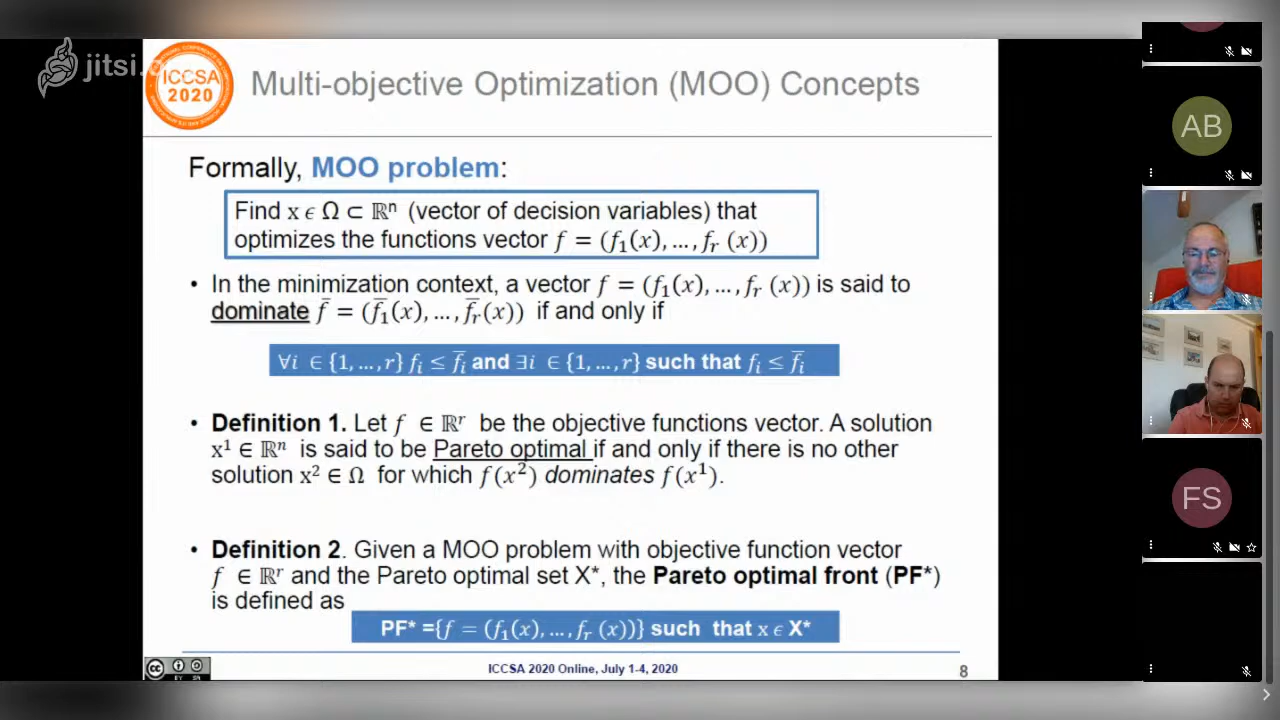 jitsi.o
ICCSA
2020
Multi-objective Optimization (MOO) Concepts
Formally, MOO problem:
Find x ϵ Ω ⊂ ℝⁿ (vector of decision variables) that
optimizes the functions vector f = (f₁(x), …, fᵣ (x))
• In the minimization context, a vector f = (f₁(x), …, fᵣ (x)) is said to
dominate f̄ = (f̄₁(x), …, f̄ᵣ(x)) if and only if
∀i ∈ {1, …, r} fᵢ ≤ f̄ᵢ and ∃i ∈ {1, …, r} such that fᵢ ≤ f̄ᵢ
• Definition 1. Let f ∈ ℝʳ be the objective functions vector. A solution
x¹ ∈ ℝⁿ is said to be Pareto optimal if and only if there is no other
solution x² ∈ Ω for which f(x²) dominates f(x¹).
• Definition 2. Given a MOO problem with objective function vector
f ∈ ℝʳ and the Pareto optimal set X*, the Pareto optimal front (PF*)
is defined as
PF* ={f = (f₁(x), …, fᵣ (x))} such that x ϵ X*
cc
BY
ICCSA 2020 Online, July 1-4, 2020
8
AB
FS